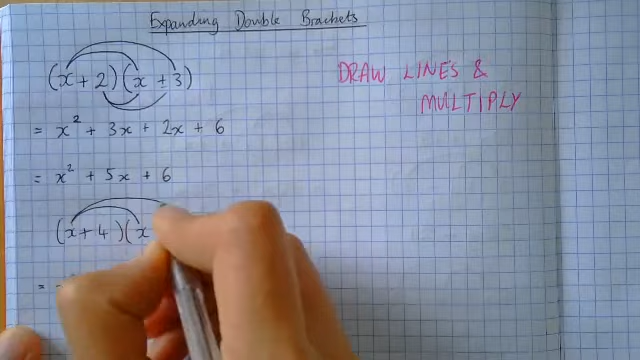 Expanding Double Brackets
(x + 2)(x + 3)
DRAW LINES &
MULTIPLY
= x² + 3x + 2x + 6
= x² + 5x + 6
(x + 4)(x
=